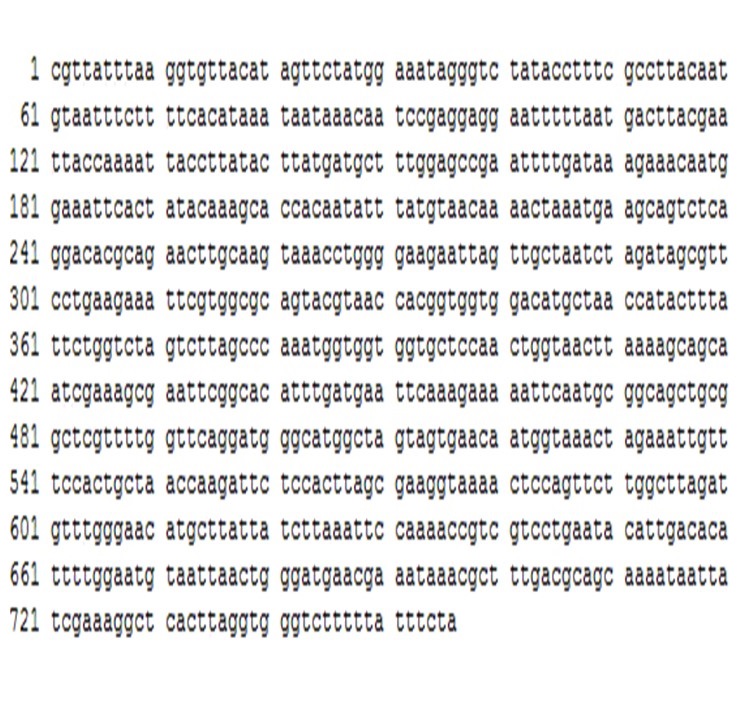 1 cgttatttaa ggtgttacat agttctatgg aaatagggtc tatacctttc gccttacaat
61 gtaatttctt ttcacataaa taataaacaa tccgaggagg aatttttaat gacttacgaa
121 ttaccaaaat taccttatac ttatgatgct ttggagccga attttgataa agaaacaatg
181 gaaattcact atacaaagca ccacaatatt tatgtaacaa aactaaatga agcagtctca
241 ggacacgcag aacttgcaag taaacctggg gaagaattag ttgctaatct agatagcgtt
301 cctgaagaaa ttcgtggcgc agtacgtaac cacggtggtg gacatgctaa ccatacttta
361 ttctggtcta gtcttagccc aaatggtggt ggtgctccaa ctggtaactt aaaagcagca
421 atcgaaagcg aattcggcac atttgatgaa ttcaaagaaa aattcaatgc ggcagctgcg
481 gctcgttttg gttcaggatg ggcatggcta gtagtgaaca atggtaaact agaaattgtt
541 tccactgcta accaagattc tccacttagc gaaggtaaaa ctccagttct tggcttagat
601 gtttgggaac atgcttatta tcttaaattc caaaaccgtc gtcctgaata cattgacaca
661 ttttggaatg taattaactg ggatgaacga aataaacgct ttgacgcagc aaaataatta
721 tcgaaaggct cacttaggtg ggtcttttta tttcta